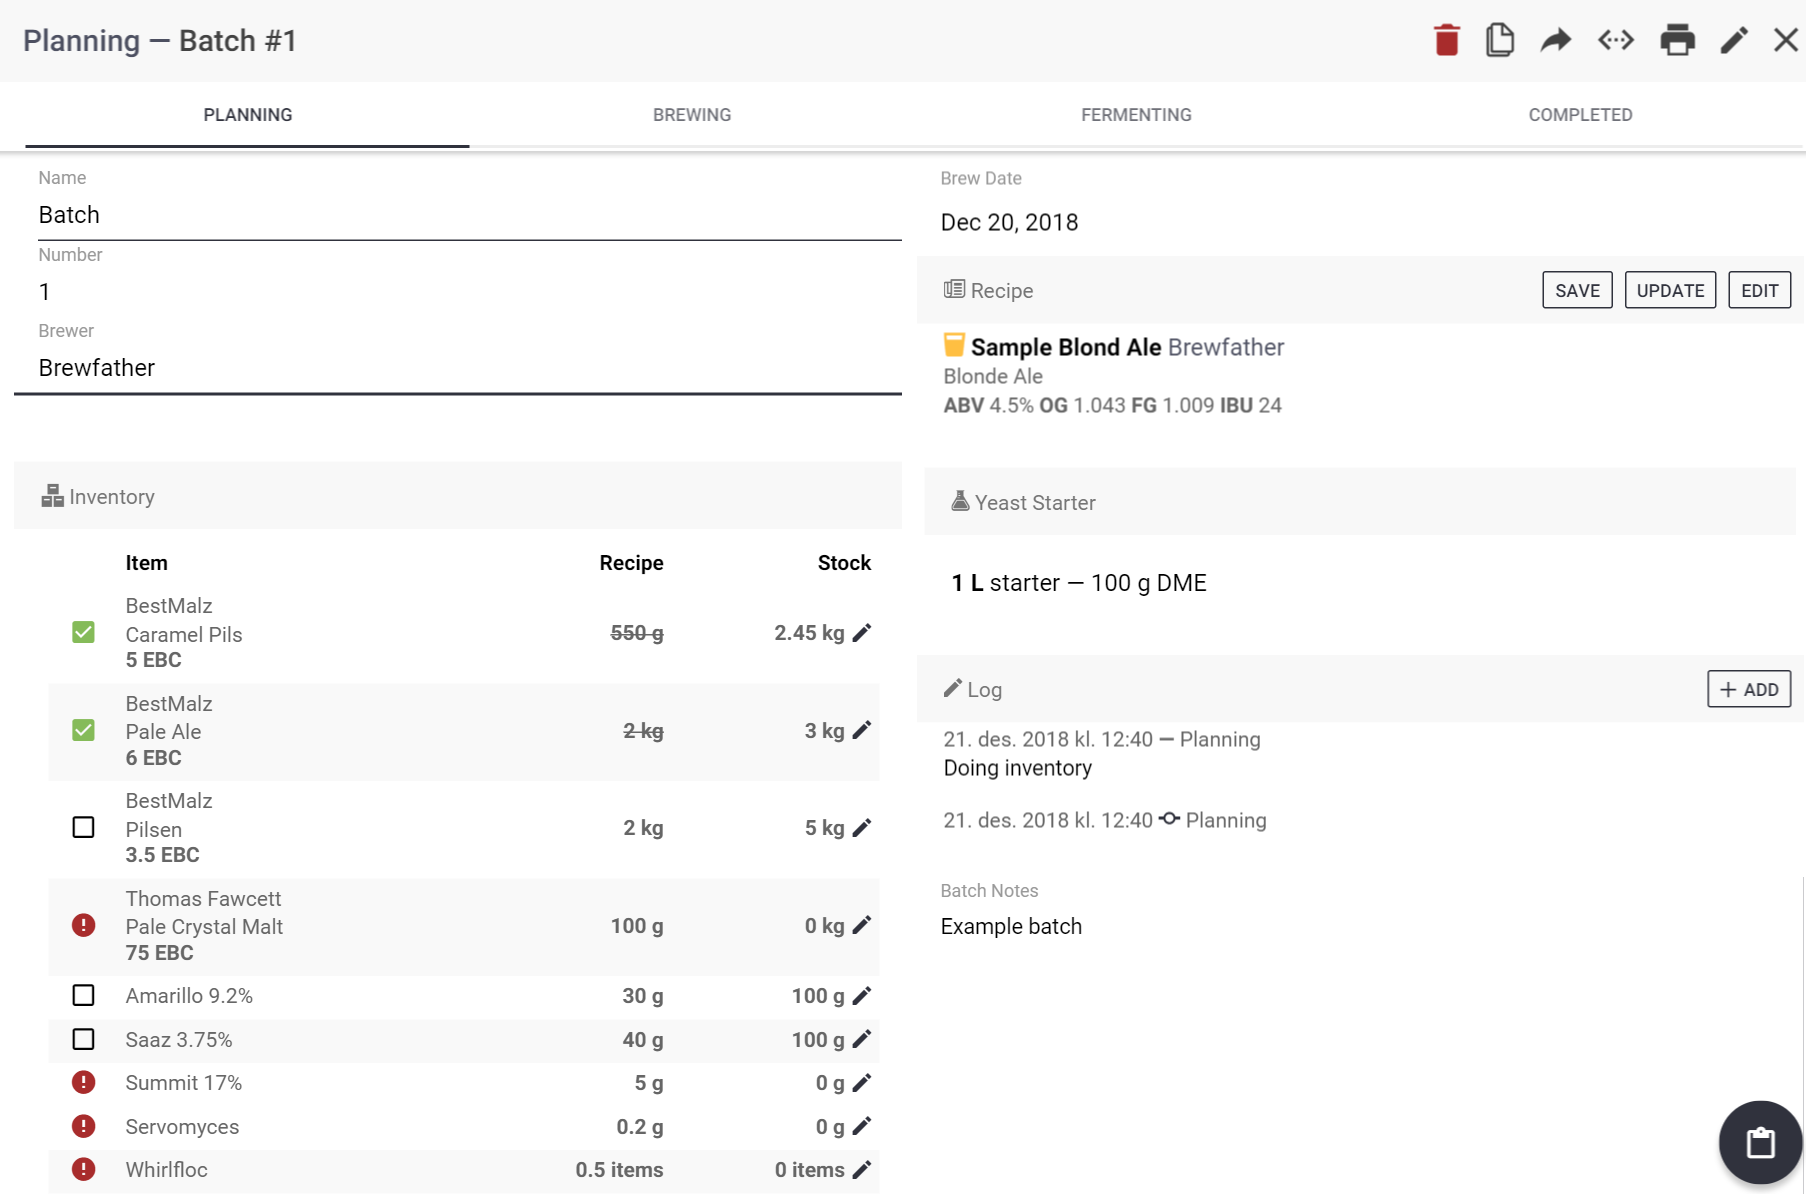 Planning — Batch #1
PLANNING
BREWING
FERMENTING
COMPLETED
Name
Batch
Number
1
Brewer
Brewfather
Inventory
Item Recipe Stock
BestMalz
Caramel Pils
5 EBC
550 g 2.45 kg
BestMalz
Pale Ale
6 EBC
2 kg 3 kg
BestMalz
Pilsen
3.5 EBC
2 kg 5 kg
Thomas Fawcett
Pale Crystal Malt
75 EBC
100 g 0 kg
Amarillo 9.2% 30 g 100 g
Saaz 3.75% 40 g 100 g
Summit 17% 5 g 0 g
Servomyces 0.2 g 0 g
Whirlfloc 0.5 items 0 items
Brew Date
Dec 20, 2018
Recipe SAVE UPDATE EDIT
Sample Blond Ale Brewfather
Blonde Ale
ABV 4.5% OG 1.043 FG 1.009 IBU 24
Yeast Starter
1 L starter — 100 g DME
Log + ADD
21. des. 2018 kl. 12:40 — Planning
Doing inventory
21. des. 2018 kl. 12:40 Planning
Batch Notes
Example batch